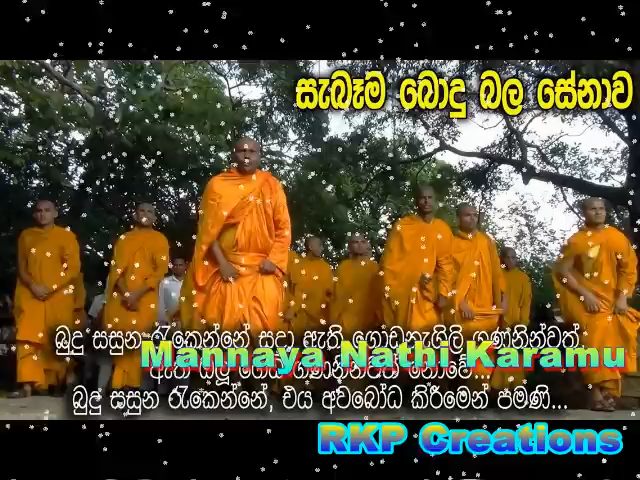 සැබෑම බොදු බල සේනාව
බුදු සසුන රැකෙන්නේ සදා ඇති ගොඩනැගිලි ගණනින්වත්
Mannaya Nathi Karamu
බුදු සසුන රැකෙන්නේ, එය අවබෝධ කිරීමෙන් පමණි...
RKP Creations